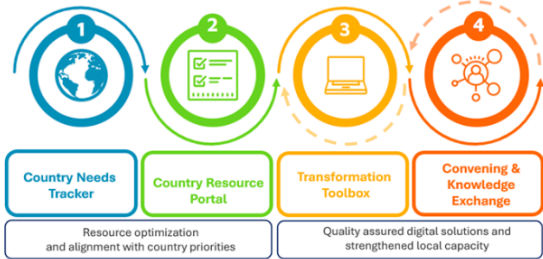 1
2
3
4
Country Needs
Tracker
Country Resource
Portal
Transformation
Toolbox
Convening &
Knowledge
Exchange
Resource optimization
and alignment with country priorities
Quality assured digital solutions and
strengthened local capacity